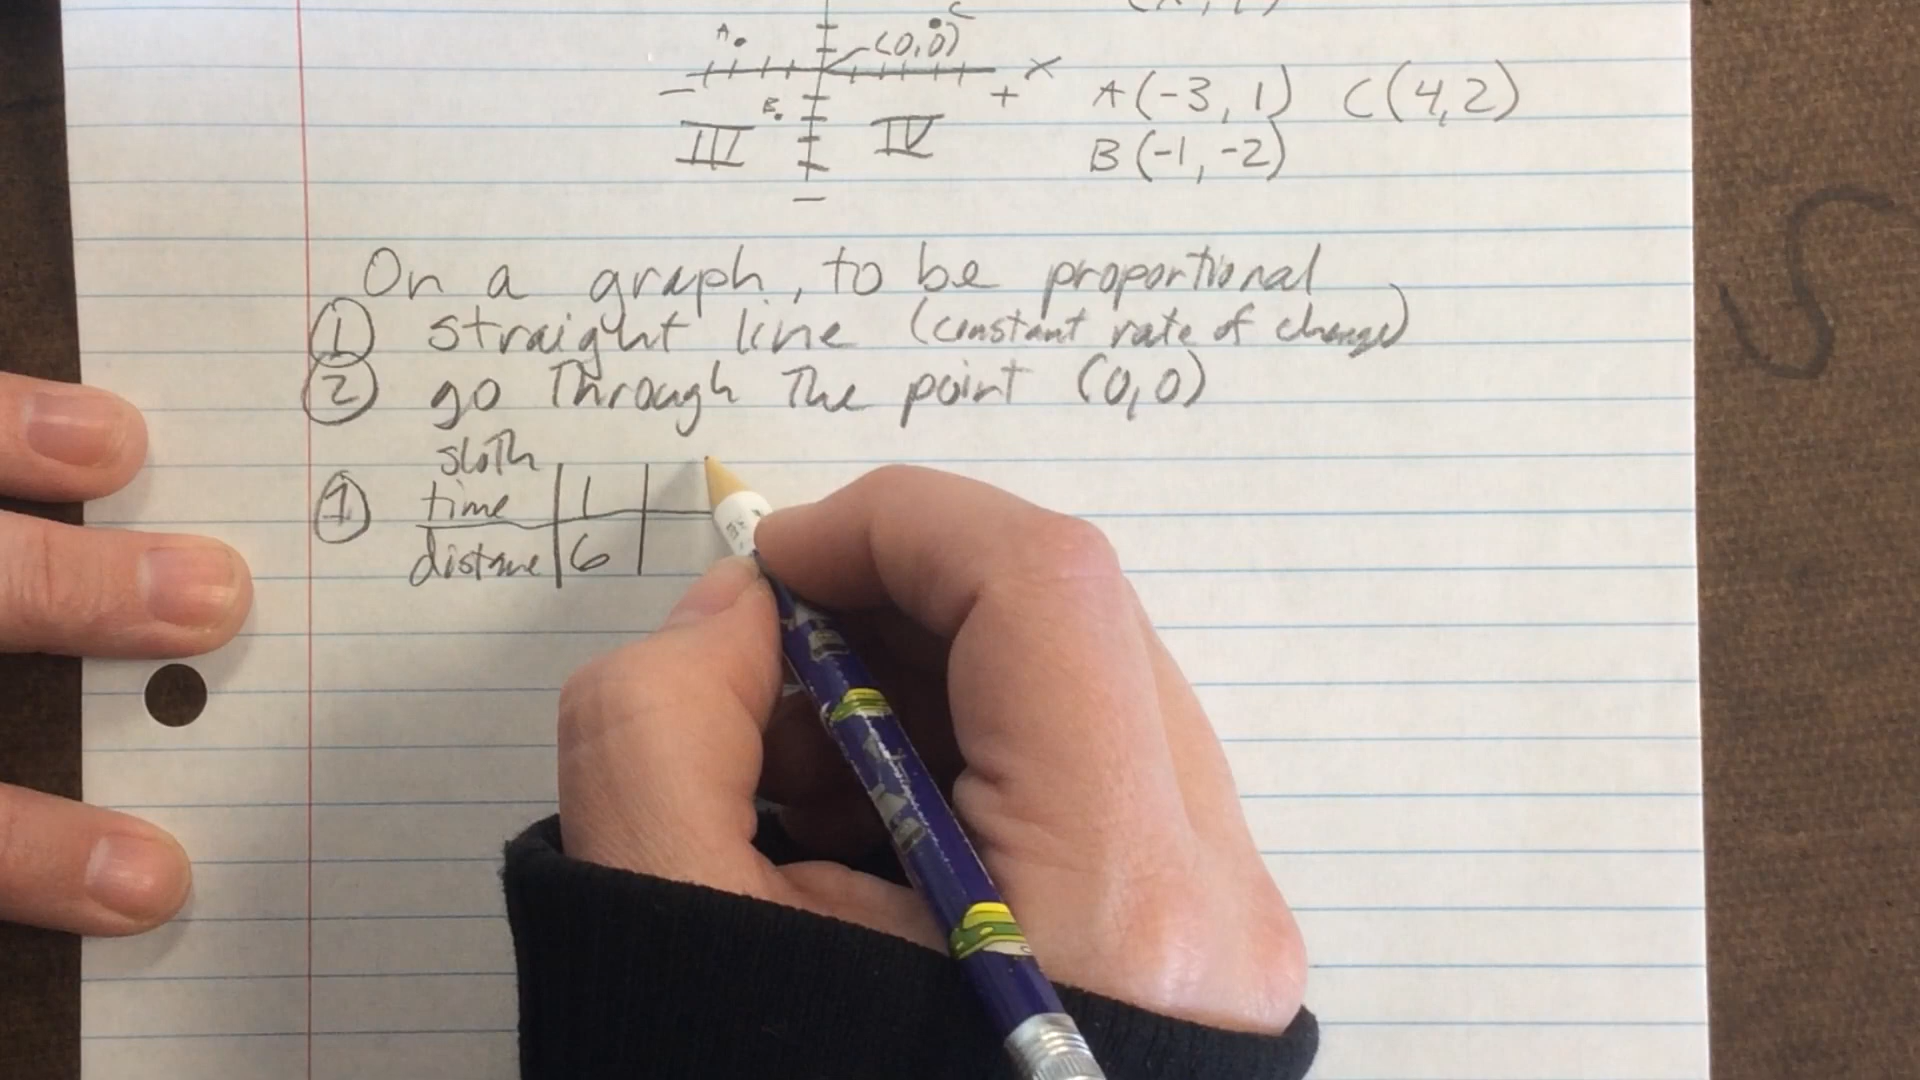 A C
(0,0)
X
- + A(-3, 1) C(4,2)
B
III IV B(-1, -2)
-
On a graph, to be proportional
1 straight line (constant rate of change)
2 go Through The point (0,0)
sloth
1 time 1
distance 6